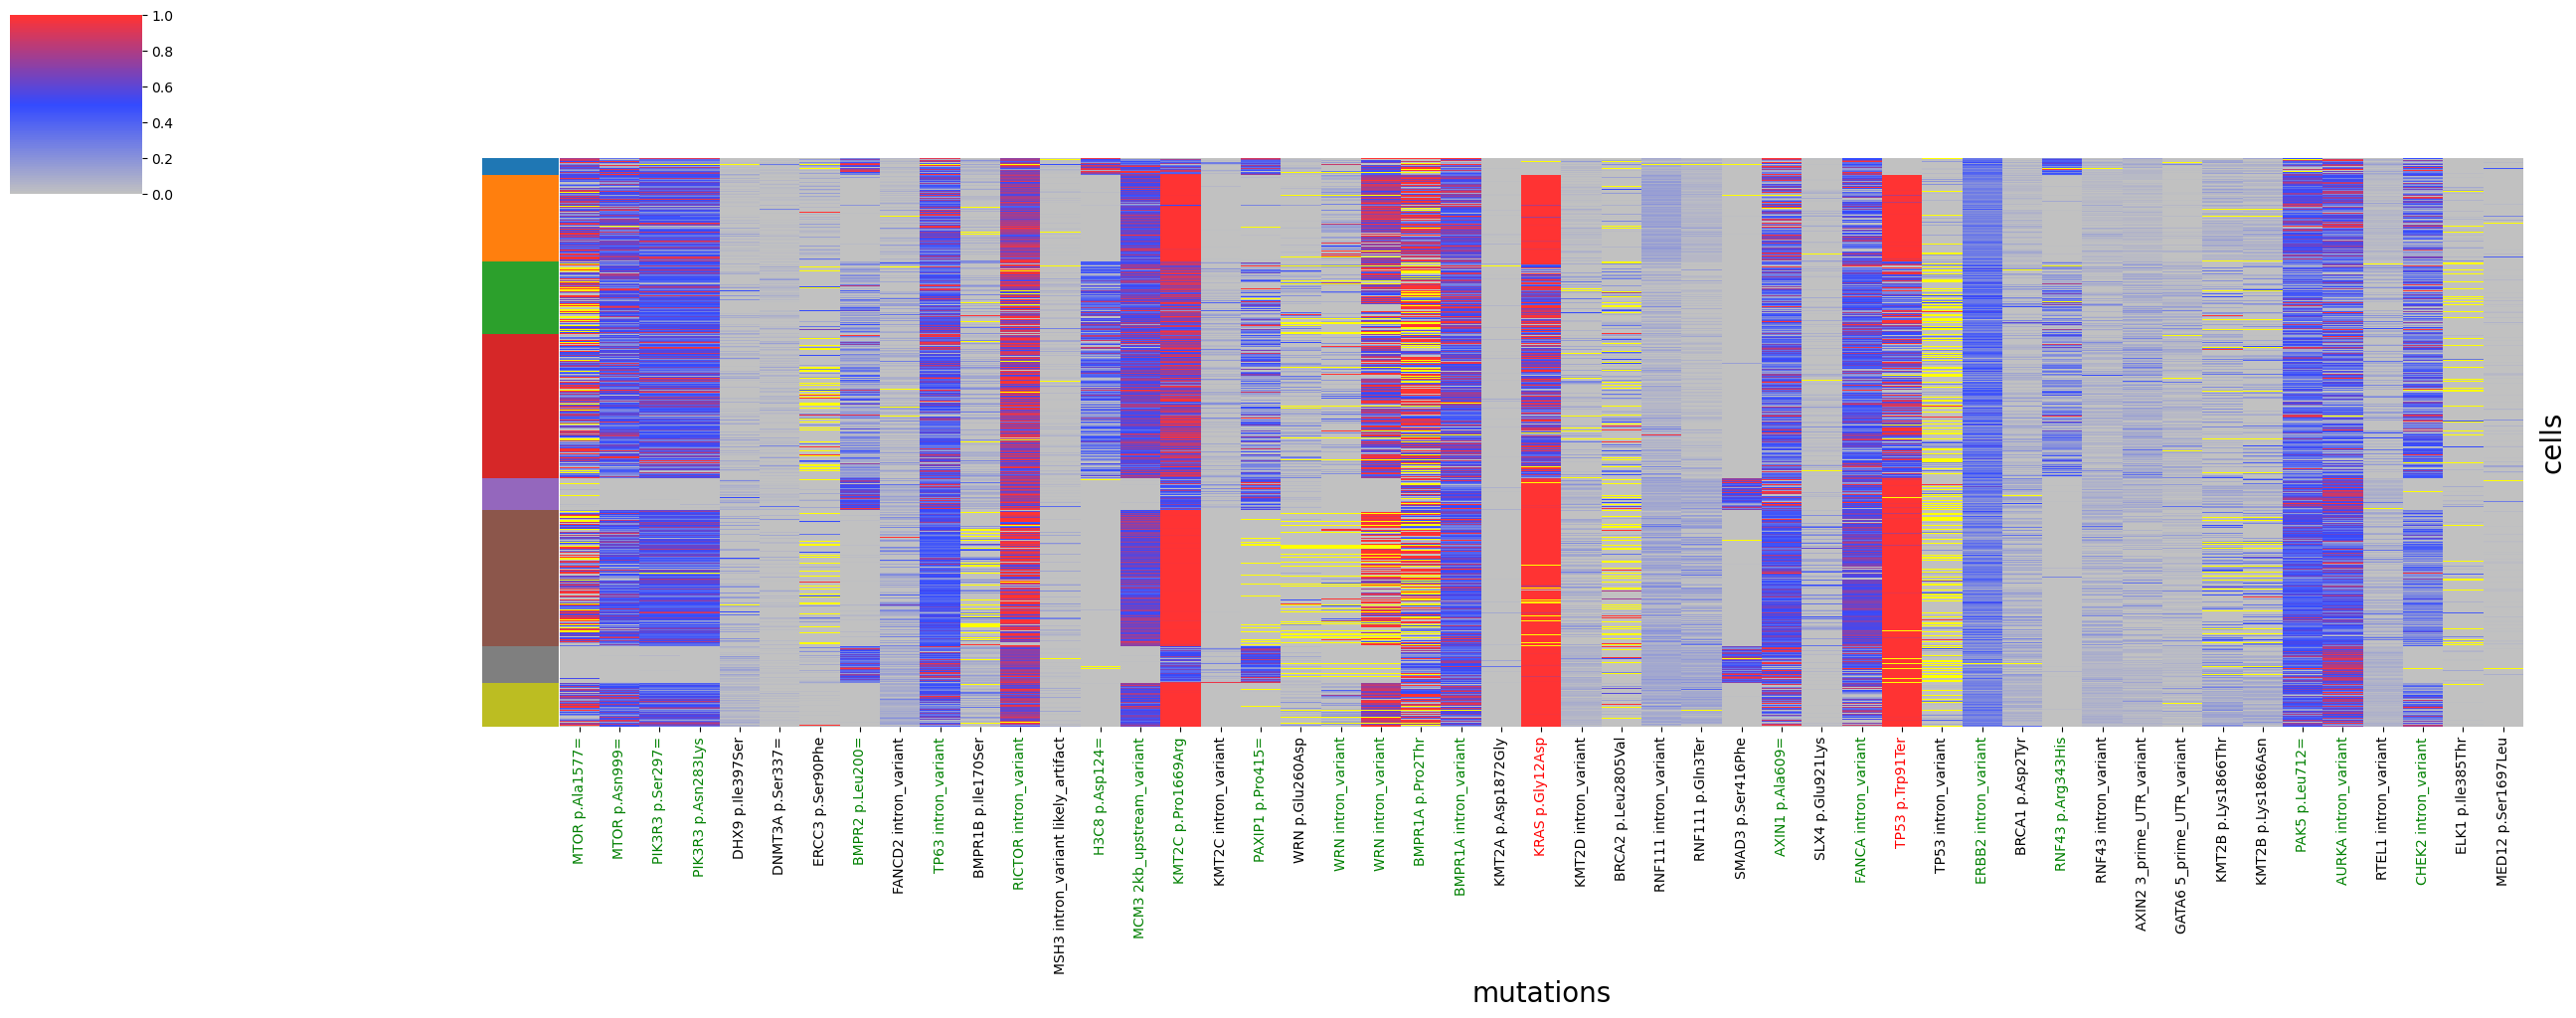 1.0
0.8
0.6
0.4
0.2
0.0
cells
MTOR p.Ala1577=
MTOR p.Asn999=
PIK3R3 p.Ser297=
PIK3R3 p.Asn283Lys
DHX9 p.Ile397Ser
DNMT3A p.Ser337=
ERCC3 p.Ser90Phe
BMPR2 p.Leu200=
FANCD2 intron_variant
TP63 intron_variant
BMPR1B p.Ile170Ser
RICTOR intron_variant
MSH3 intron_variant likely_artifact
H3C8 p.Asp124=
MCM3 2kb_upstream_variant
KMT2C p.Pro1669Arg
KMT2C intron_variant
PAXIP1 p.Pro415=
WRN p.Glu260Asp
WRN intron_variant
WRN intron_variant
BMPR1A p.Pro2Thr
BMPR1A intron_variant
KMT2A p.Asp1872Gly
KRAS p.Gly12Asp
KMT2D intron_variant
BRCA2 p.Leu2805Val
RNF111 intron_variant
RNF111 p.Gln3Ter
SMAD3 p.Ser416Phe
AXIN1 p.Ala609=
SLX4 p.Glu921Lys
FANCA intron_variant
TP53 p.Trp91Ter
TP53 intron_variant
ERBB2 intron_variant
BRCA1 p.Asp2Tyr
RNF43 p.Arg343His
RNF43 intron_variant
AXIN2 3_prime_UTR_variant
GATA6 5_prime_UTR_variant
KMT2B p.Lys1866Thr
KMT2B p.Lys1866Asn
PAK5 p.Leu712=
AURKA intron_variant
RTEL1 intron_variant
CHEK2 intron_variant
ELK1 p.Ile385Thr
MED12 p.Ser1697Leu
mutations